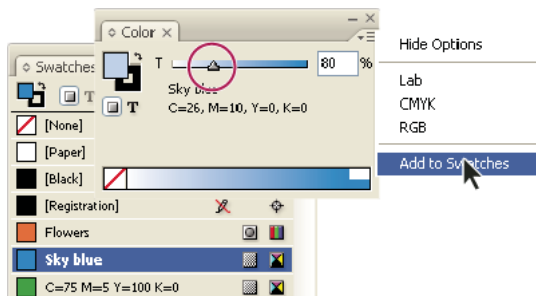 Color ×
T 80 %
Sky blue
C=26, M=10, Y=0, K=0
T
Hide Options
Lab
CMYK
RGB
Add to Swatches
Swatches
T
[None]
[Paper]
[Black]
[Registration]
Flowers
Sky blue
C=75 M=5 Y=100 K=0